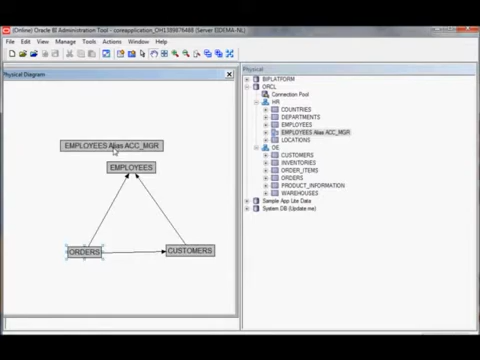 (Online) Oracle BI Administration Tool - coreapplication_OH1389676488 (Server EDEMA-NL)
File Edit View Manage Tools Action Window Help
Physical Diagram
EMPLOYEES Alias ACC_MGR
EMPLOYEES
ORDERS
CUSTOMERS
Physical
BIPLATFORM
ORCL
Connection Pool
HR
COUNTRIES
DEPARTMENTS
EMPLOYEES
EMPLOYEES Alias ACC_MGR
LOCATIONS
OE
CUSTOMERS
INVENTORIES
ORDER_ITEMS
ORDERS
PRODUCT_INFORMATION
WAREHOUSES
Sample App Lite Data
System DB (Update me)